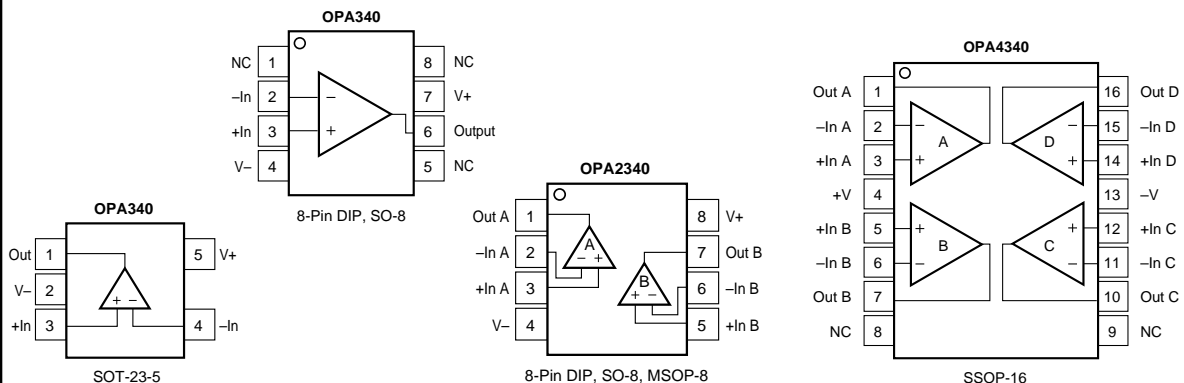 OPA340
NC 1 8 NC
–In 2 – 7 V+
+In 3 + 6 Output
V– 4 5 NC
8-Pin DIP, SO-8
OPA340
Out 1 5 V+
V– 2
+In 3 + – 4 –In
SOT-23-5
OPA2340
Out A 1 A 8 V+
–In A 2 – + 7 Out B
+In A 3 B 6 –In B
V– 4 + – 5 +In B
8-Pin DIP, SO-8, MSOP-8
OPA4340
Out A 1 16 Out D
–In A 2 – – 15 –In D
A D
+In A 3 + + 14 +In D
+V 4 13 –V
+In B 5 + + 12 +In C
B C
–In B 6 – – 11 –In C
Out B 7 10 Out C
NC 8 9 NC
SSOP-16